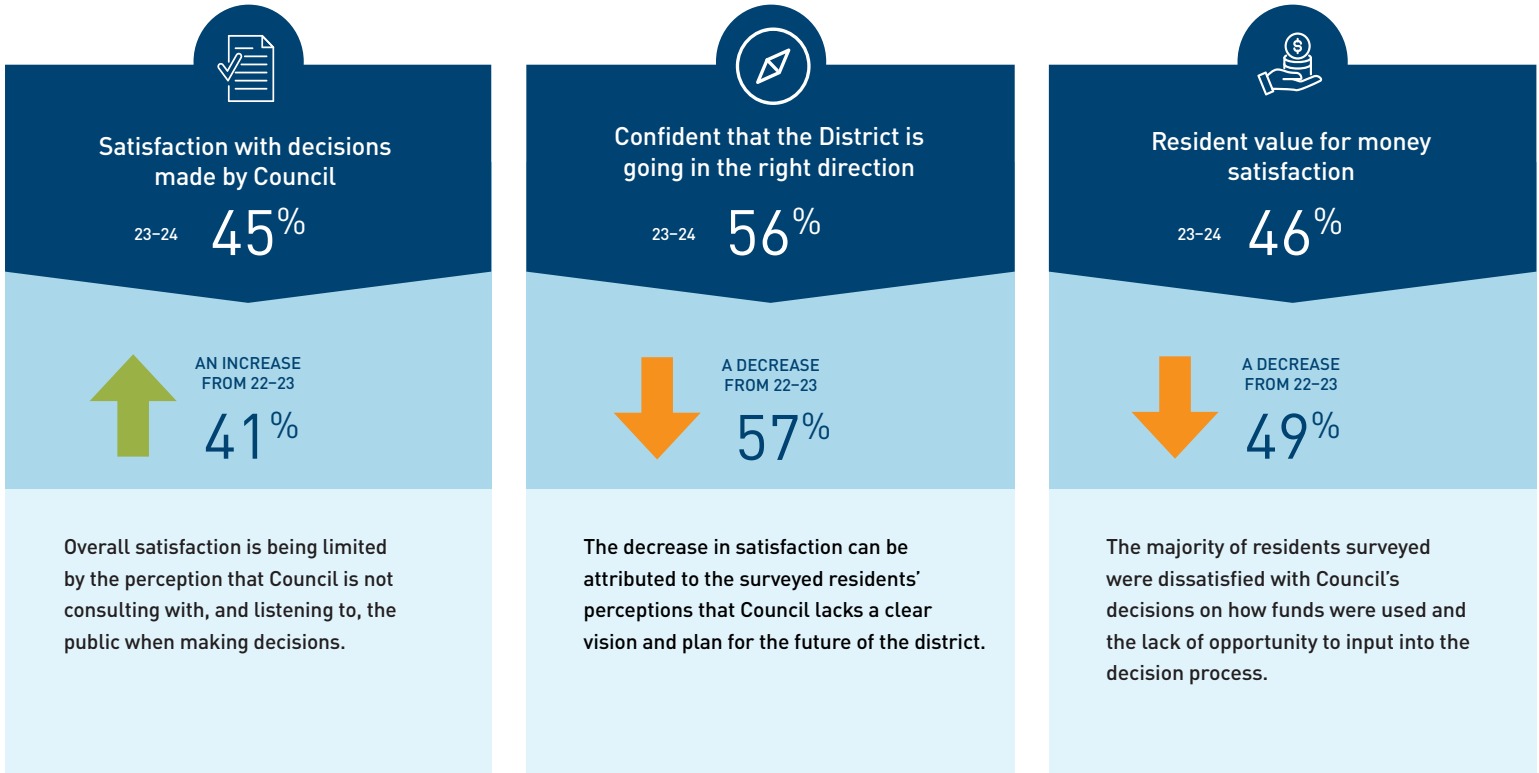 Satisfaction with decisions
made by Council
23–24 45%
AN INCREASE
FROM 22–23
41%
Overall satisfaction is being limited
by the perception that Council is not
consulting with, and listening to, the
public when making decisions.
Confident that the District is
going in the right direction
23–24 56%
A DECREASE
FROM 22–23
57%
The decrease in satisfaction can be
attributed to the surveyed residents’
perceptions that Council lacks a clear
vision and plan for the future of the district.
$
Resident value for money
satisfaction
23–24 46%
A DECREASE
FROM 22–23
49%
The majority of residents surveyed
were dissatisfied with Council’s
decisions on how funds were used and
the lack of opportunity to input into the
decision process.